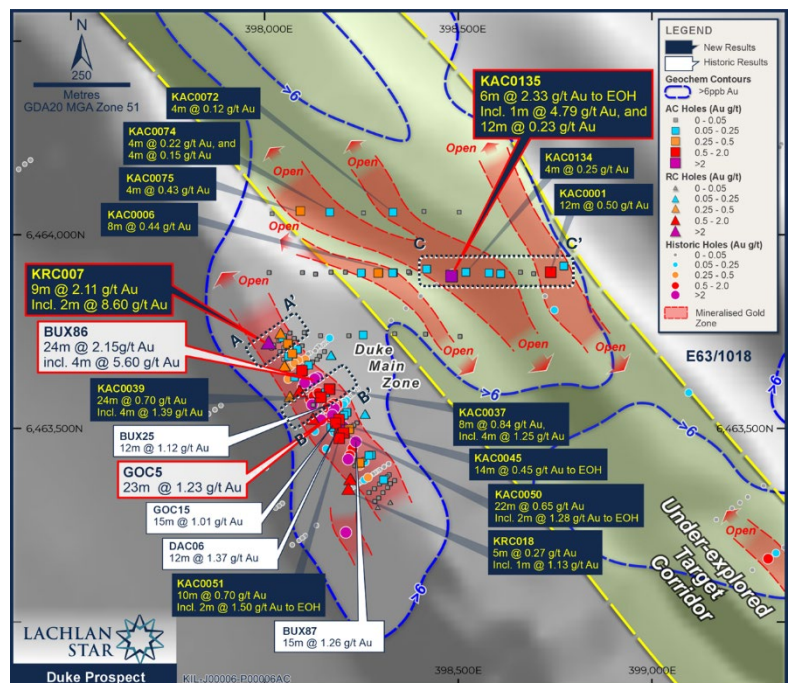 398,000E
398,500E
N
250
Metres
GDA20 MGA Zone 51
KAC0072
4m @ 0.12 g/t Au
KAC0074
4m @ 0.22 g/t Au, and
4m @ 0.15 g/t Au
KAC0075
4m @ 0.43 g/t Au
KAC0006
8m @ 0.44 g/t Au
KAC0135
6m @ 2.33 g/t Au to EOH
Incl. 1m @ 4.79 g/t Au, and
12m @ 0.23 g/t Au
KAC0134
4m @ 0.25 g/t Au
KAC0001
12m @ 0.50 g/t Au
LEGEND
New Results
Historic Results
Geochem Contours
>6ppb Au
AC Holes (Au g/t)
0 - 0.05
0.05 - 0.25
0.25 - 0.5
0.5 - 2.0
>2
RC Holes (Au g/t)
0 - 0.05
0.05 - 0.25
0.25 - 0.5
0.5 - 2.0
>2
Historic Holes (Au g/t)
0 - 0.05
0.05 - 0.25
0.25 - 0.5
0.5 - 2.0
>2
Mineralised Gold
Zone
>6
>6
Open
Open
Open
Open
Open
6,464,000N
C
C'
KRC007
9m @ 2.11 g/t Au
Incl. 2m @ 8.60 g/t Au
A
A'
BUX86
24m @ 2.15g/t Au
incl. 4m @ 5.60 g/t Au
Duke
Main
Zone
Open
Open
Open
E63/1018
KAC0039
24m @ 0.70 g/t Au
Incl. 4m @ 1.39 g/t Au
B
B'
>6
>6
6,463,500N
6,463,500N
BUX25
12m @ 1.12 g/t Au
KAC0037
8m @ 0.84 g/t Au,
Incl. 4m @ 1.25 g/t Au
KAC0045
14m @ 0.45 g/t Au to EOH
GOC5
23m @ 1.23 g/t Au
KAC0050
22m @ 0.65 g/t Au
Incl. 2m @ 1.28 g/t Au to EOH
GOC15
15m @ 1.01 g/t Au
KRC018
5m @ 0.27 g/t Au
Incl. 1m @ 1.13 g/t Au
DAC06
12m @ 1.37 g/t Au
KAC0051
10m @ 0.70 g/t Au
Incl. 2m @ 1.50 g/t Au to EOH
BUX87
15m @ 1.26 g/t Au
Open
Under-explored
Target
Corridor
>6
LACHLAN
STAR
Duke Prospect
KIL-J00006-P00006AC
398,500E
399,000E